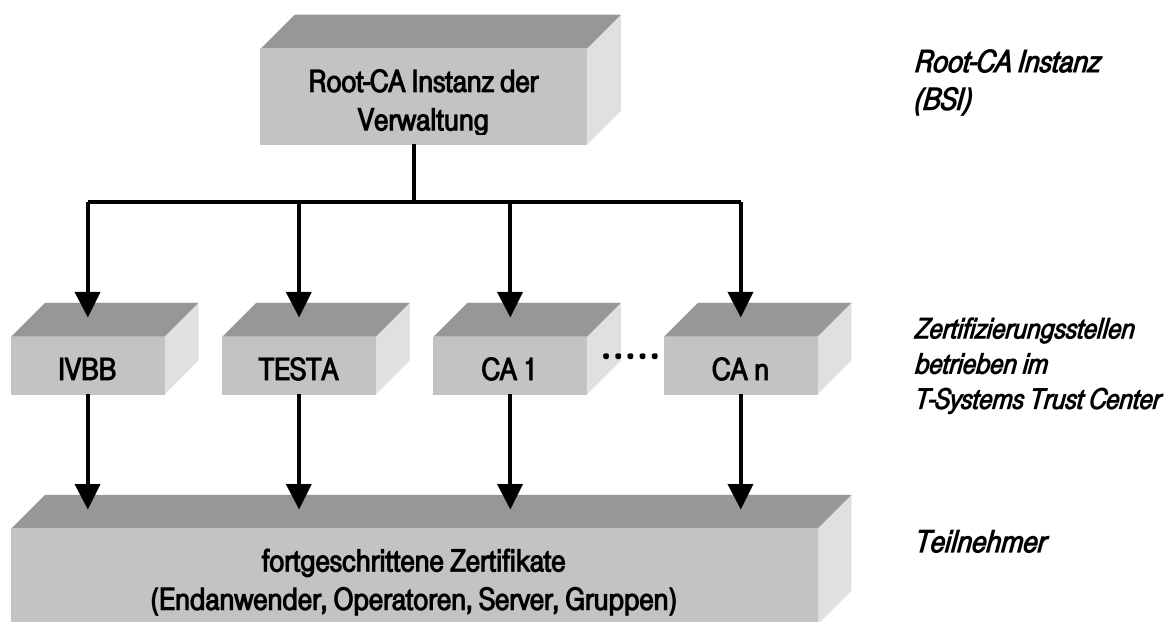 Root-CA Instanz der
Verwaltung
Root-CA Instanz
(BSI)
IVBB
TESTA
CA 1
......
CA n
Zertifizierungsstellen
betrieben im
T-Systems Trust Center
fortgeschrittene Zertifikate
(Endanwender, Operatoren, Server, Gruppen)
Teilnehmer